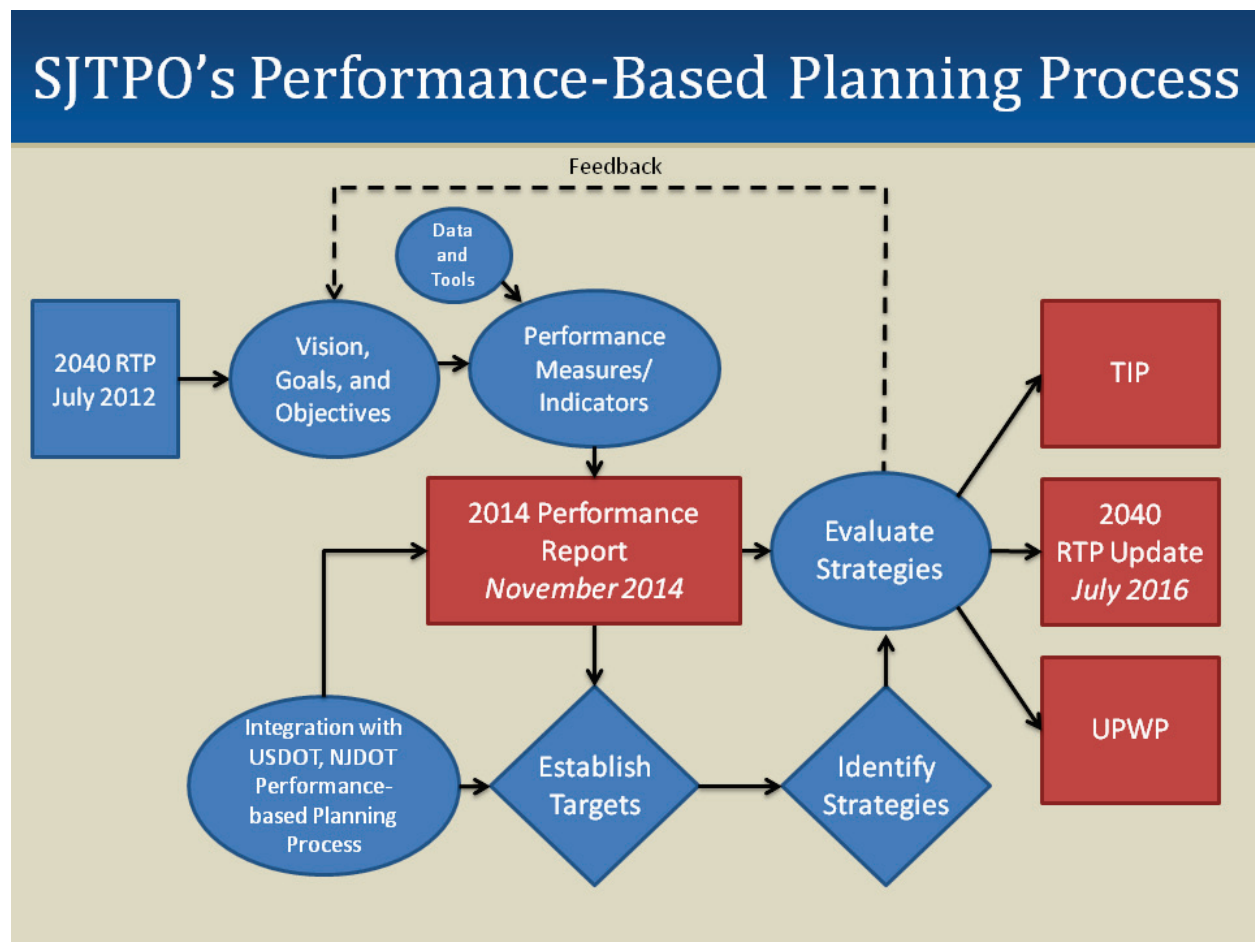 SJTPO's Performance-Based Planning Process
Feedback
Data
and
Tools
2040 RTP
July 2012
Vision,
Goals, and
Objectives
Performance
Measures/
Indicators
TIP
2014 Performance
Report
November 2014
Evaluate
Strategies
2040
RTP Update
July 2016
Integration with
USDOT, NJDOT
Performance-
based Planning
Process
Establish
Targets
Identify
Strategies
UPWP